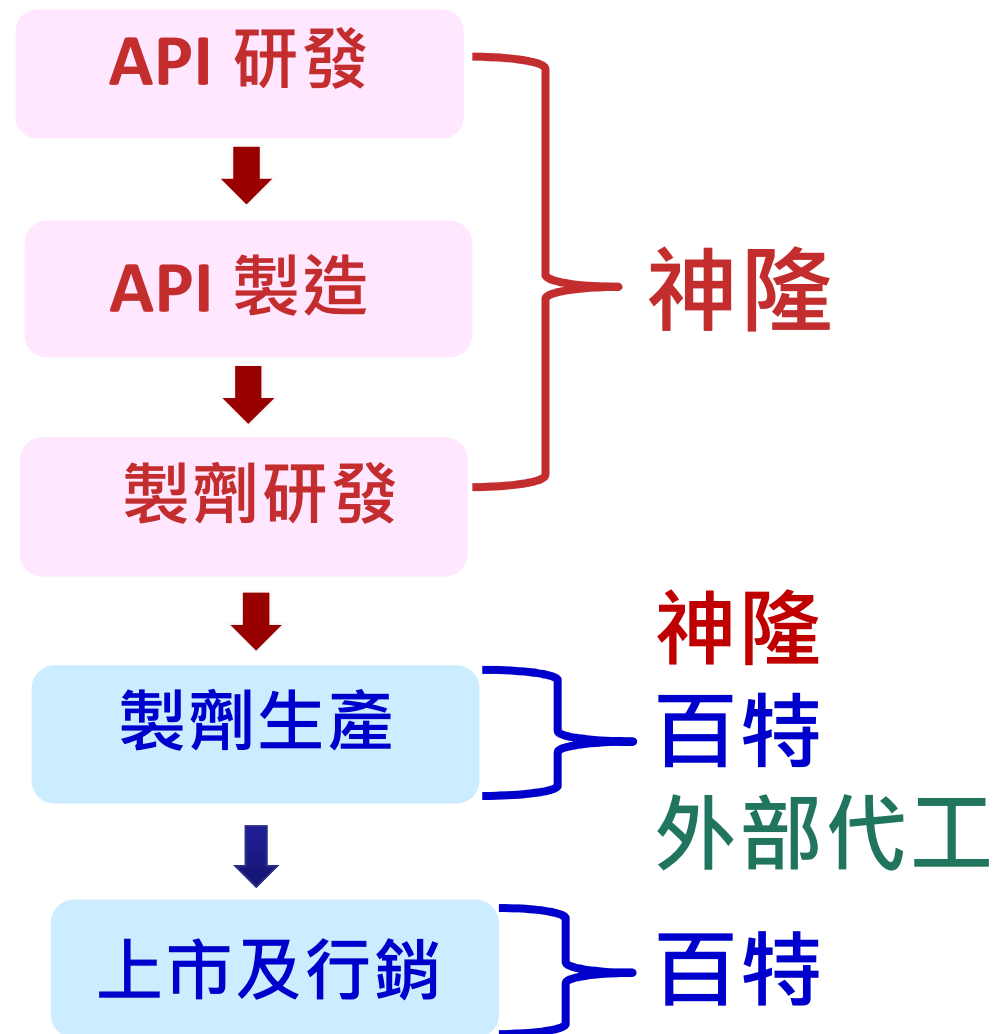 API 研發
API 製造
神隆
製劑研發
神隆
製劑生產
百特
外部代工
上市及行銷
百特